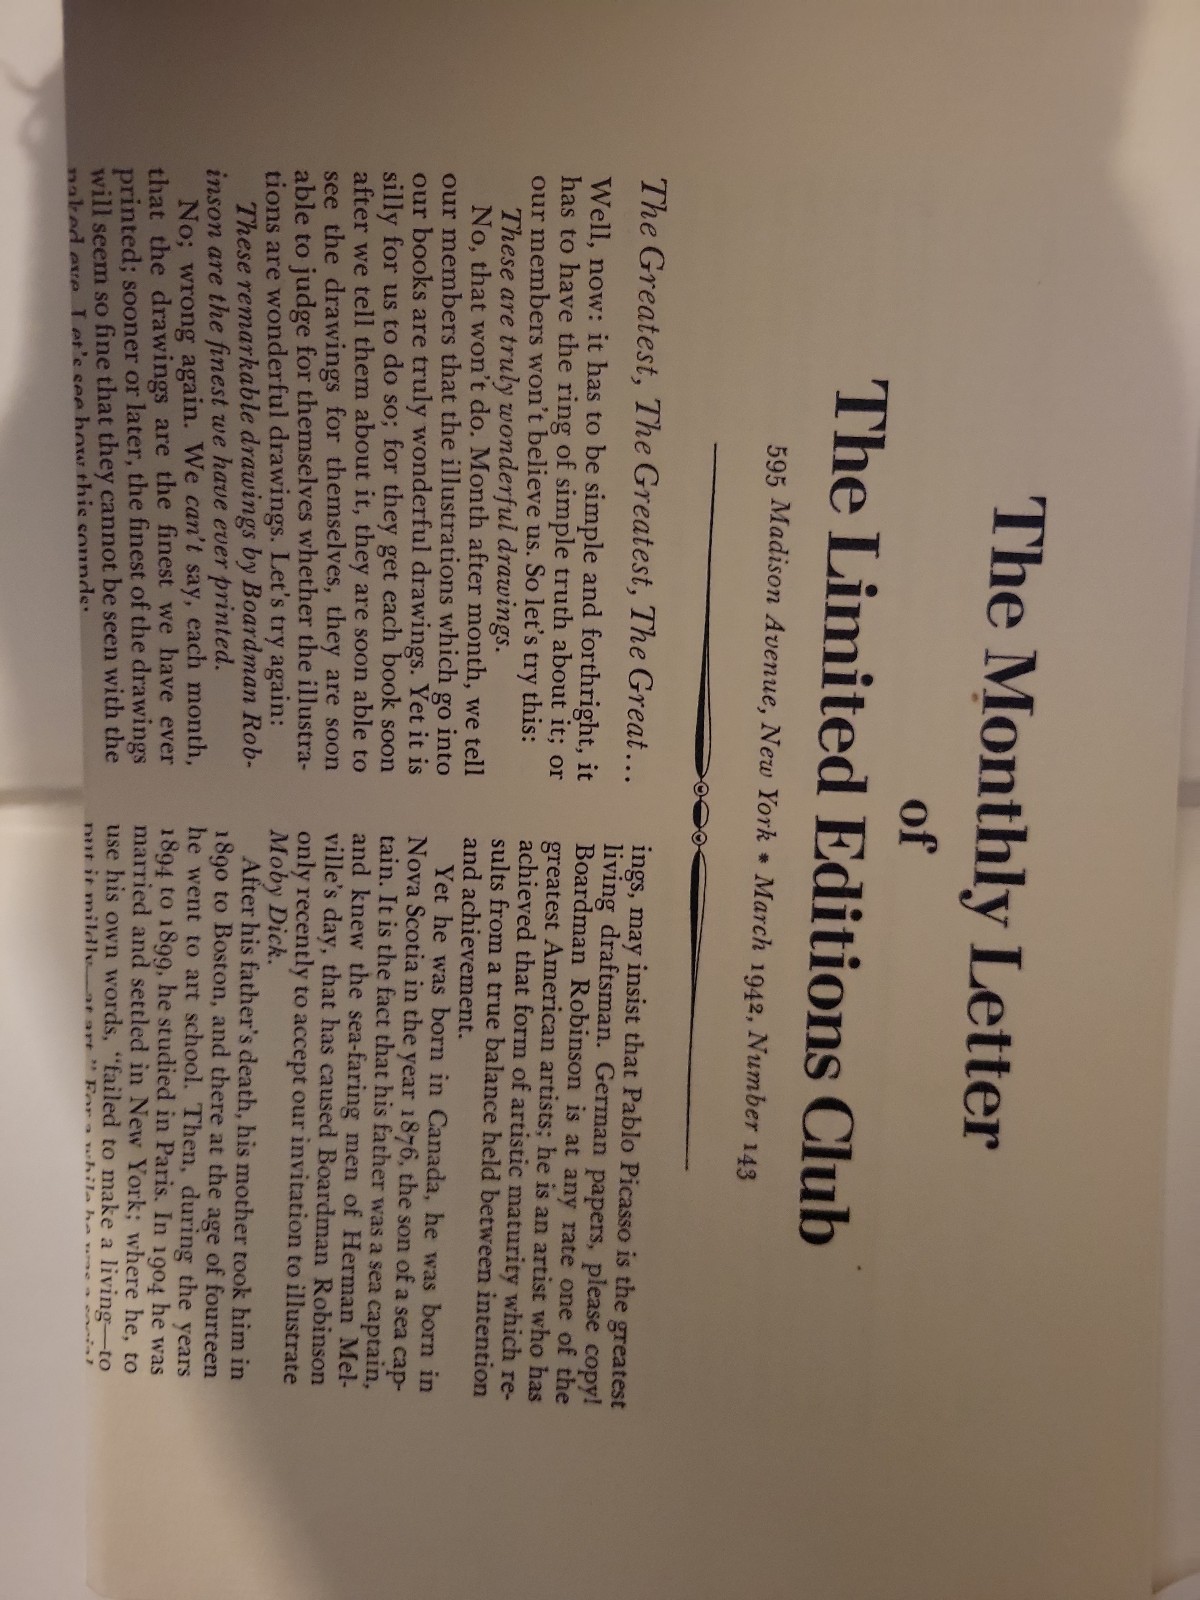 The Monthly Letter
of
The Limited Editions Club
595 Madison Avenue, New York * March 1942, Number 143
The Greatest, The Greatest, The Great...
Well, now: it has to be simple and forthright, it
has to have the ring of simple truth about it; or
our members won't believe us. So let's try this:
These are truly wonderful drawings.
No, that won't do. Month after month, we tell
our members that the illustrations which go into
our books are truly wonderful drawings. Yet it is
silly for us to do so; for they get each book soon
after we tell them about it, they are soon able to
see the drawings for themselves, they are soon
able to judge for themselves whether the illustra-
tions are wonderful drawings. Let's try again:
These remarkable drawings by Boardman Rob-
inson are the finest we have ever printed.
No; wrong again. We can't say, each month,
that the drawings are the finest we have ever
printed; sooner or later, the finest of the drawings
will seem so fine that they cannot be seen with the
naked eye. Let's see how this sounds:
ings, may insist that Pablo Picasso is the greatest
living draftsman. German papers, please copy!
Boardman Robinson is at any rate one of the
greatest American artists; he is an artist who has
achieved that form of artistic maturity which re-
sults from a true balance held between intention
and achievement.
Yet he was born in Canada, he was born in
Nova Scotia in the year 1876, the son of a sea cap-
tain. It is the fact that his father was a sea captain,
and knew the sea-faring men of Herman Mel-
ville's day, that has caused Boardman Robinson
only recently to accept our invitation to illustrate
Moby Dick.
After his father's death, his mother took him in
1890 to Boston, and there at the age of fourteen
he went to art school. Then, during the years
1894 to 1899, he studied in Paris. In 1904 he was
married and settled in New York; where he, to
use his own words, "failed to make a living—to
put it mildly—at art." For a while he was a social